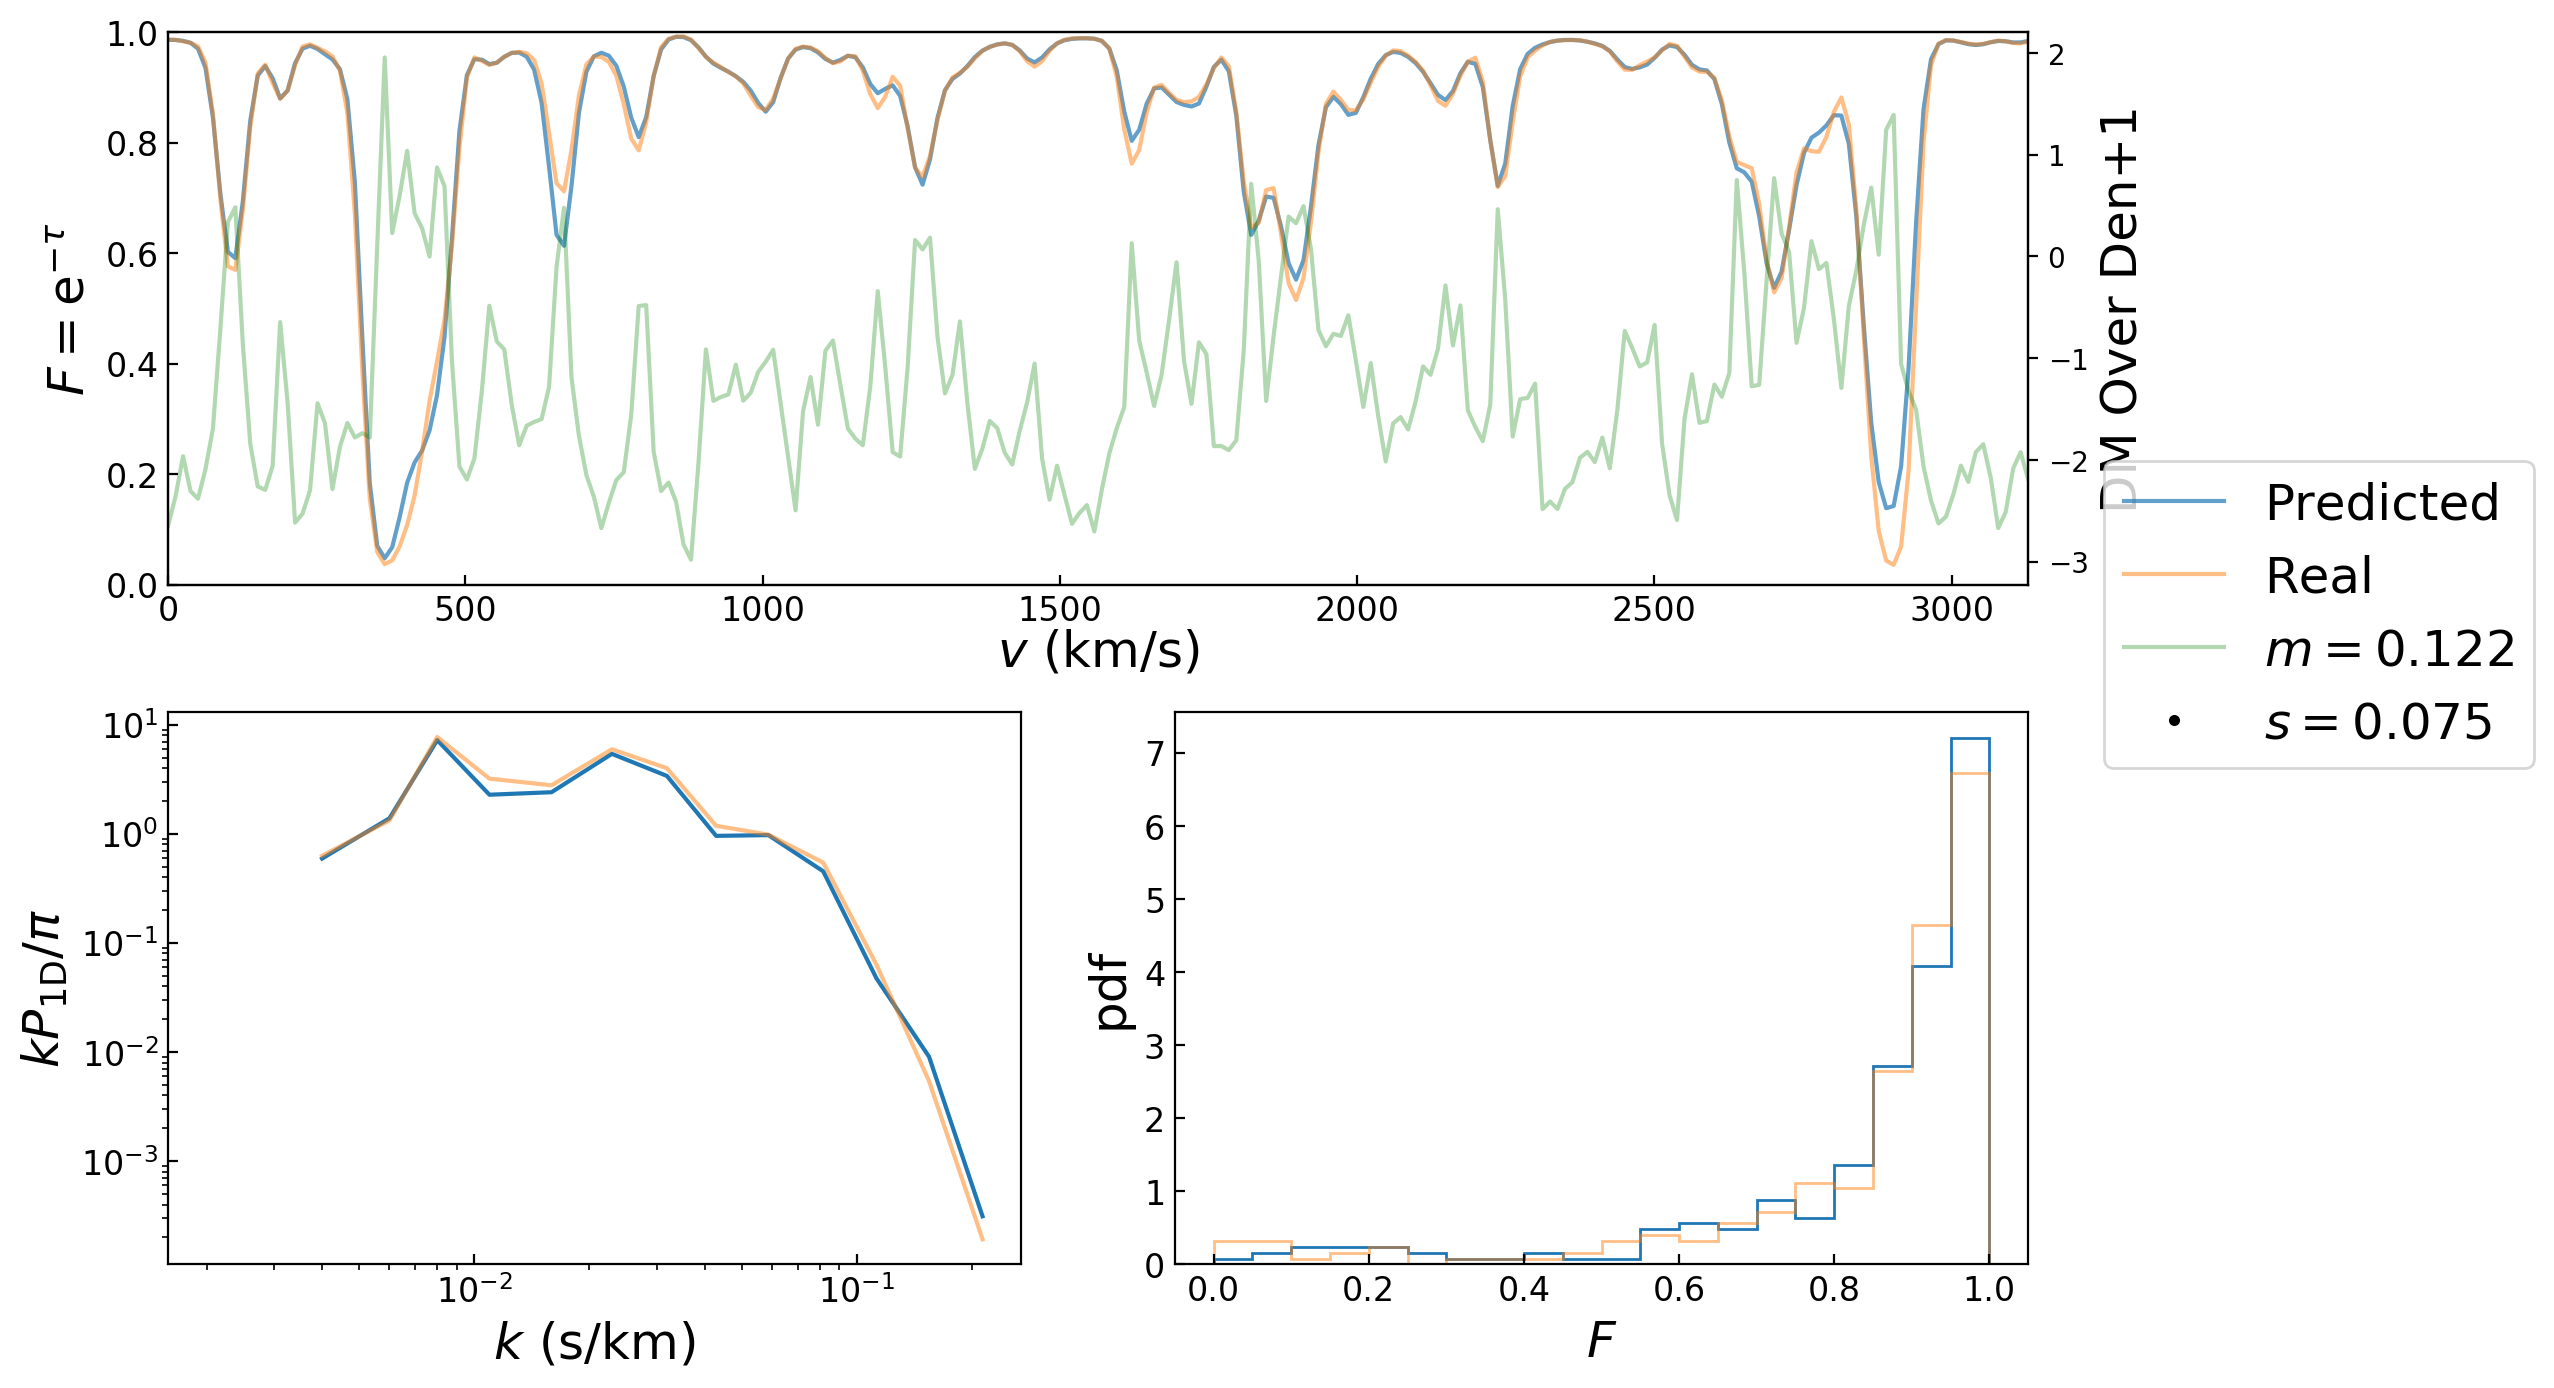 1.0
0.8
0.6
0.4
0.2
0.0
F = e^{-τ}
2
1
0
−1
−2
−3
DM Over Den+1
0 500 1000 1500 2000 2500 3000
v (km/s)
Predicted
Real
m = 0.122
s = 0.075
10^1
10^0
10^{-1}
10^{-2}
10^{-3}
kP_{1D}/π
10^{-2} 10^{-1}
k (s/km)
7
6
5
4
3
2
1
0
pdf
0.0 0.2 0.4 0.6 0.8 1.0
F